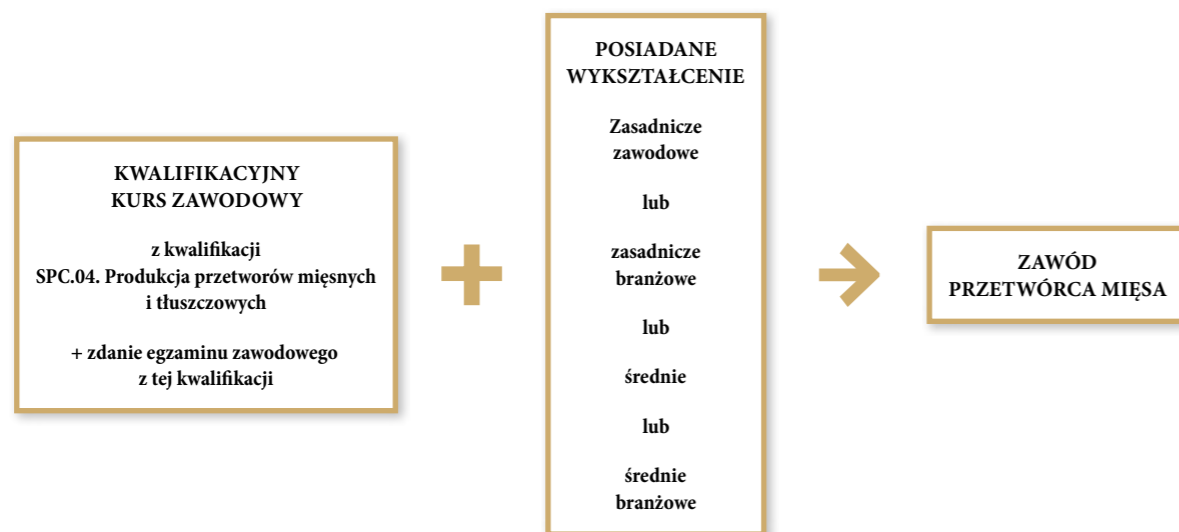 KWALIFIKACYJNY
KURS ZAWODOWY
z kwalifikacji
SPC.04. Produkcja przetworów mięsnych
i tłuszczowych
+ zdanie egzaminu zawodowego
z tej kwalifikacji
POSIADANE
WYKSZTAŁCENIE
Zasadnicze
zawodowe
lub
zasadnicze
branżowe
lub
średnie
lub
średnie
branżowe
ZAWÓD
PRZETWÓRCA MIĘSA